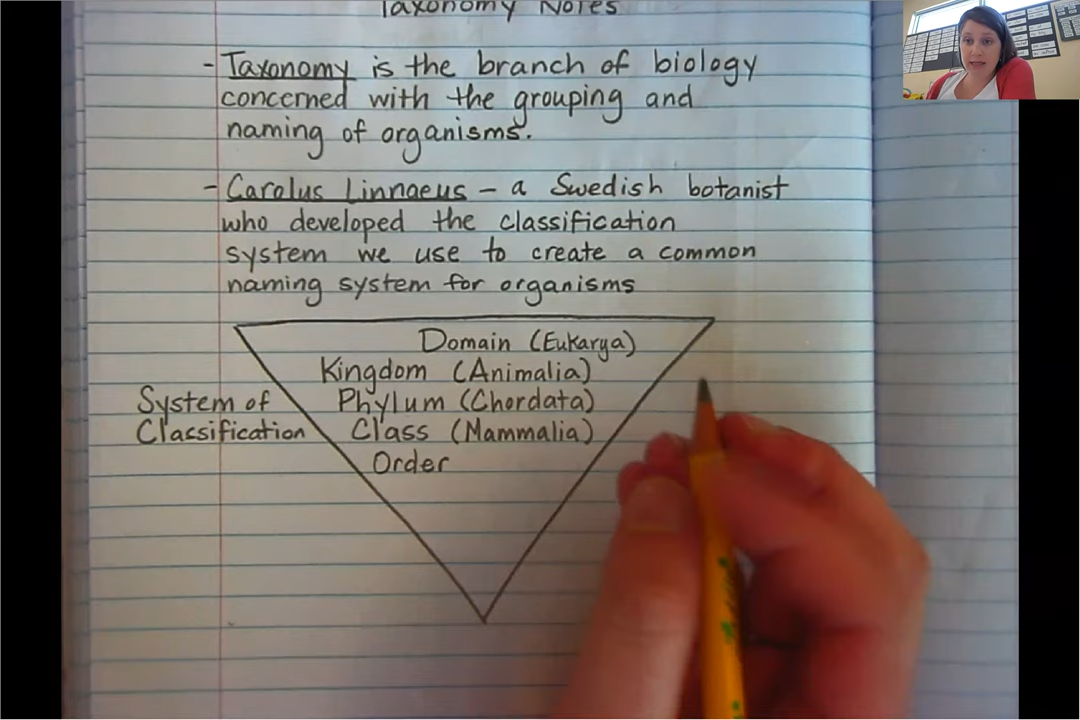 Taxonomy Notes
- Taxonomy is the branch of biology
concerned with the grouping and
naming of organisms.
- Carolus Linnaeus - a Swedish botanist
who developed the classification
system we use to create a common
naming system for organisms
Domain (Eukarya)
Kingdom (Animalia)
Phylum (Chordata)
Class (Mammalia)
Order
System of
Classification